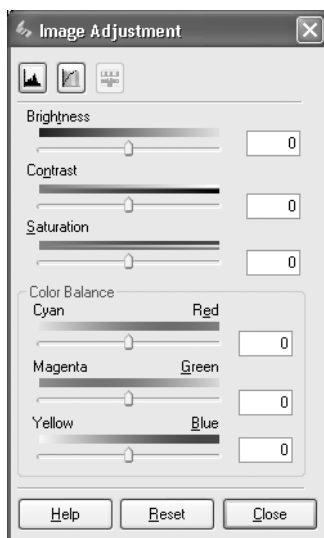 Image Adjustment
Brightness
0
Contrast
0
Saturation
0
Color Balance
Cyan Red
0
Magenta Green
0
Yellow Blue
0
Help Reset Close